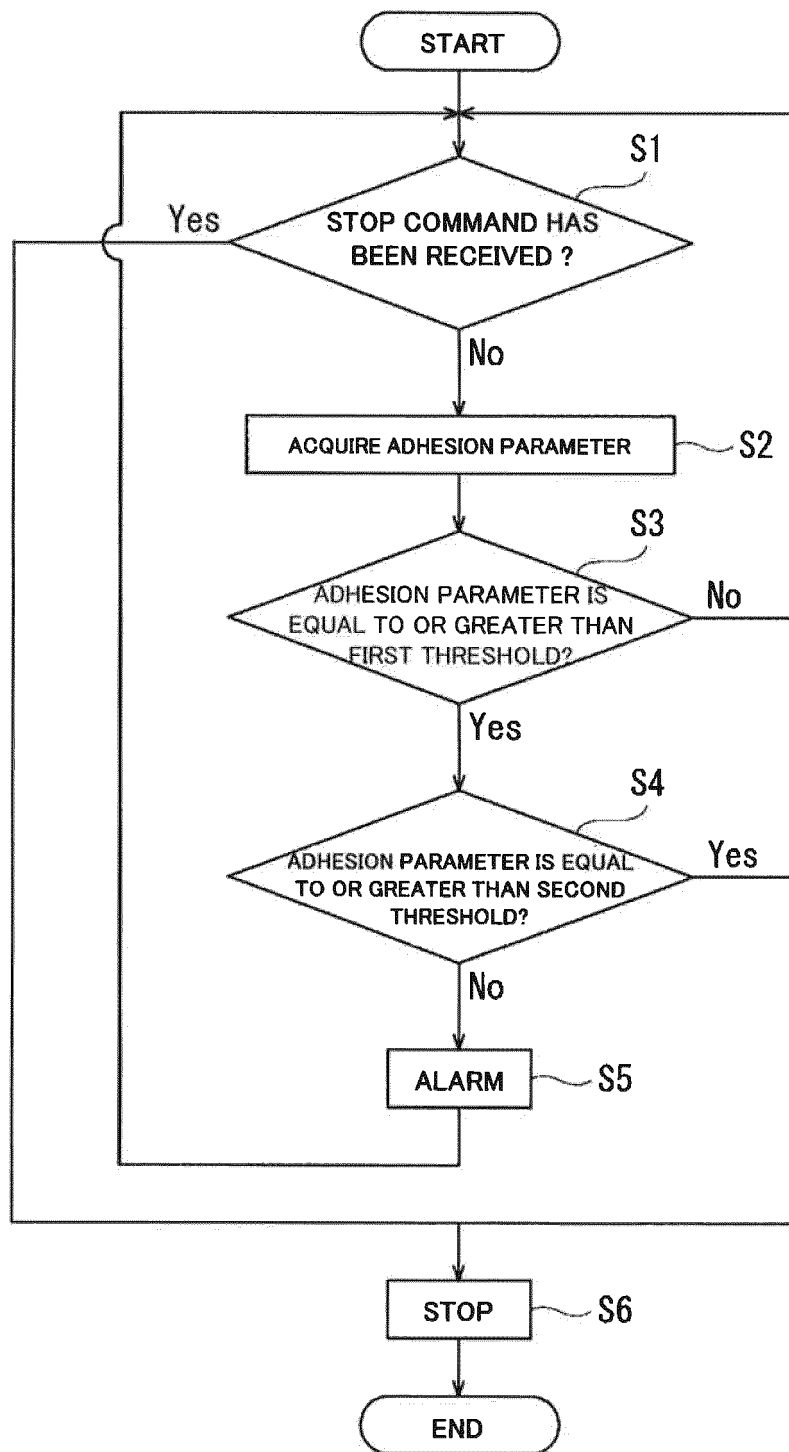 START
S1
Yes
STOP COMMAND HAS
BEEN RECEIVED ?
No
ACQUIRE ADHESION PARAMETER
S2
S3
ADHESION PARAMETER IS
EQUAL TO OR GREATER THAN
FIRST THRESHOLD?
No
Yes
S4
ADHESION PARAMETER IS EQUAL
TO OR GREATER THAN SECOND
THRESHOLD?
Yes
No
ALARM
S5
STOP
S6
END